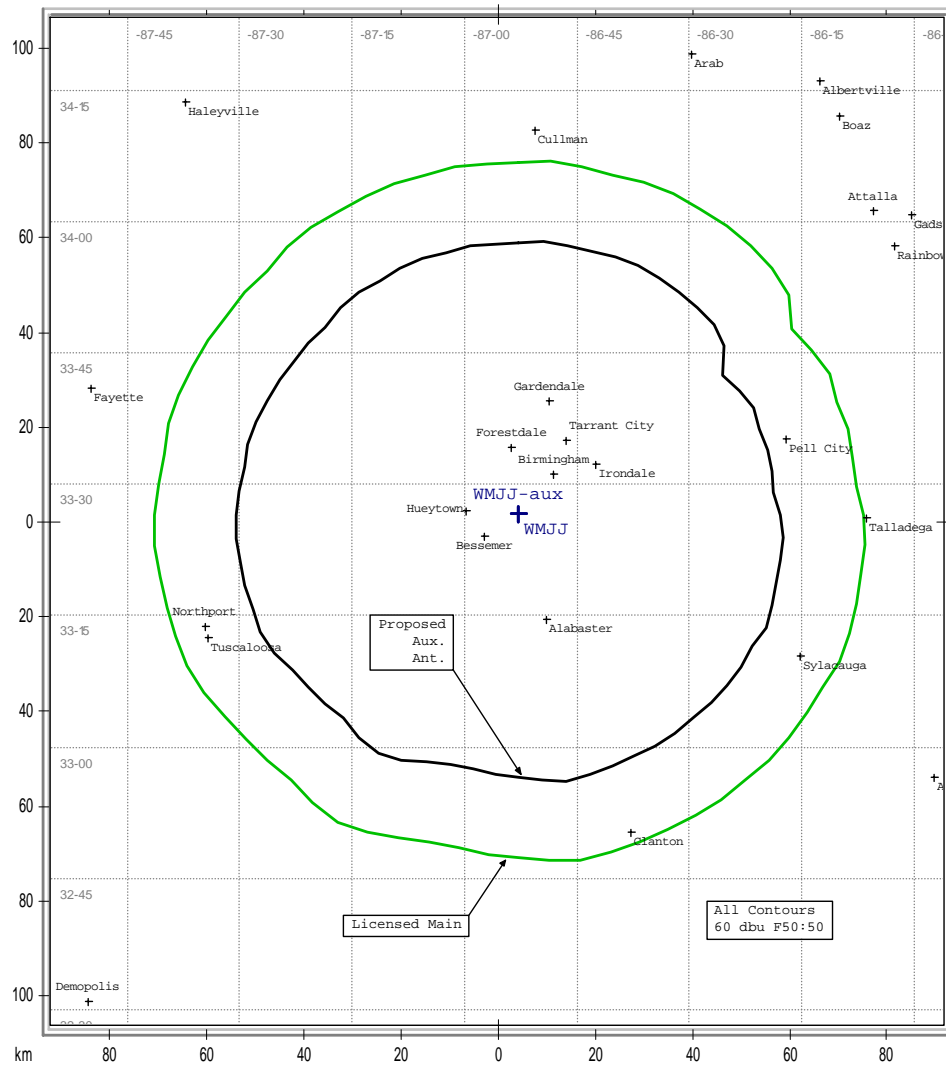 -87-45 -87-30 -87-15 -87-00 -86-45 -86-30 -86-15 -86-
100
Arab
Albertville
34-15
Haleyville
Boaz
Cullman
80
Attalla
Gads
60
34-00
Rainbow
40
33-45
Fayette
Gardendale
20
Tarrant City
Forestdale
Pell City
Birmingham
Irondale
33-30
WMJJ-aux
Hueytown
0
WMJJ
Talladega
Bessemer
20
Northport
33-15
Alabaster
Proposed
Aux.
Ant.
Tuscaloosa
Sylacauga
40
33-00
A
60
Clanton
80
32-45
Licensed Main
All Contours
60 dbu F50:50
Demopolis
100
km 80 60 40 20 0 20 40 60 80